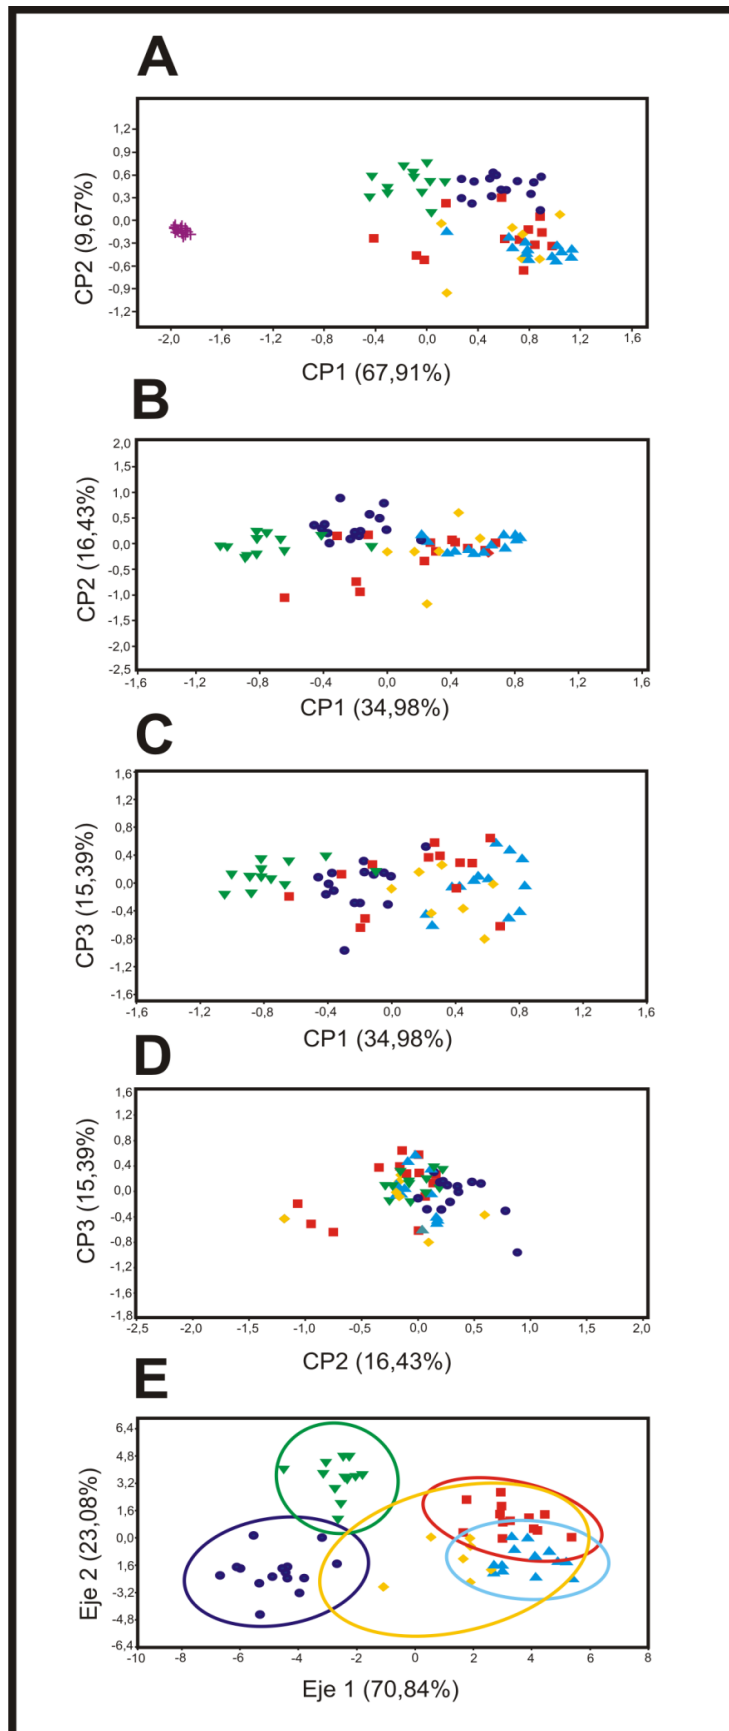 A
1,2
0,9
0,6
0,3
0,0
-0,3
-0,6
-0,9
-1,2
CP2 (9,67%)
-2,0 -1,6 -1,2 -0,8 -0,4 0,0 0,4 0,8 1,2 1,6
CP1 (67,91%)
B
2,0
1,5
1,0
0,5
0,0
-0,5
-1,0
-1,5
-2,0
-2,5
CP2 (16,43%)
-1,6 -1,2 -0,8 -0,4 0,0 0,4 0,8 1,2 1,6
CP1 (34,98%)
C
1,6
1,2
0,8
0,4
0,0
-0,4
-0,8
-1,2
-1,6
CP3 (15,39%)
-1,6 -1,2 -0,8 -0,4 0,0 0,4 0,8 1,2 1,6
CP1 (34,98%)
D
1,6
1,2
0,8
0,4
0,0
-0,4
-0,8
-1,2
-1,6
-1,8
CP3 (15,39%)
-2,5 -2,0 -1,5 -1,0 -0,5 0,0 0,5 1,0 1,5 2,0
CP2 (16,43%)
E
6,4
4,8
3,2
1,6
0,0
-1,6
-3,2
-4,8
-6,4
Eje 2 (23,08%)
-10 -8 -6 -4 -2 0 2 4 6 8
Eje 1 (70,84%)